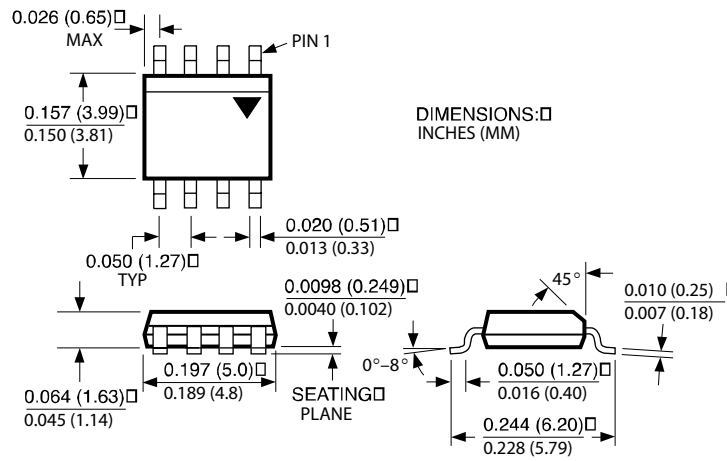 0.026 (0.65)□
MAX
PIN 1
0.157 (3.99)□
0.150 (3.81)
DIMENSIONS:□
INCHES (MM)
0.020 (0.51)□
0.013 (0.33)
0.050 (1.27)□
TYP
0.0098 (0.249)□
0.0040 (0.102)
45°
0.010 (0.25)
0.007 (0.18)
0°–8°
0.197 (5.0)□
0.189 (4.8)
0.050 (1.27)□
0.016 (0.40)
0.064 (1.63)□
0.045 (1.14)
SEATING□
PLANE
0.244 (6.20)□
0.228 (5.79)